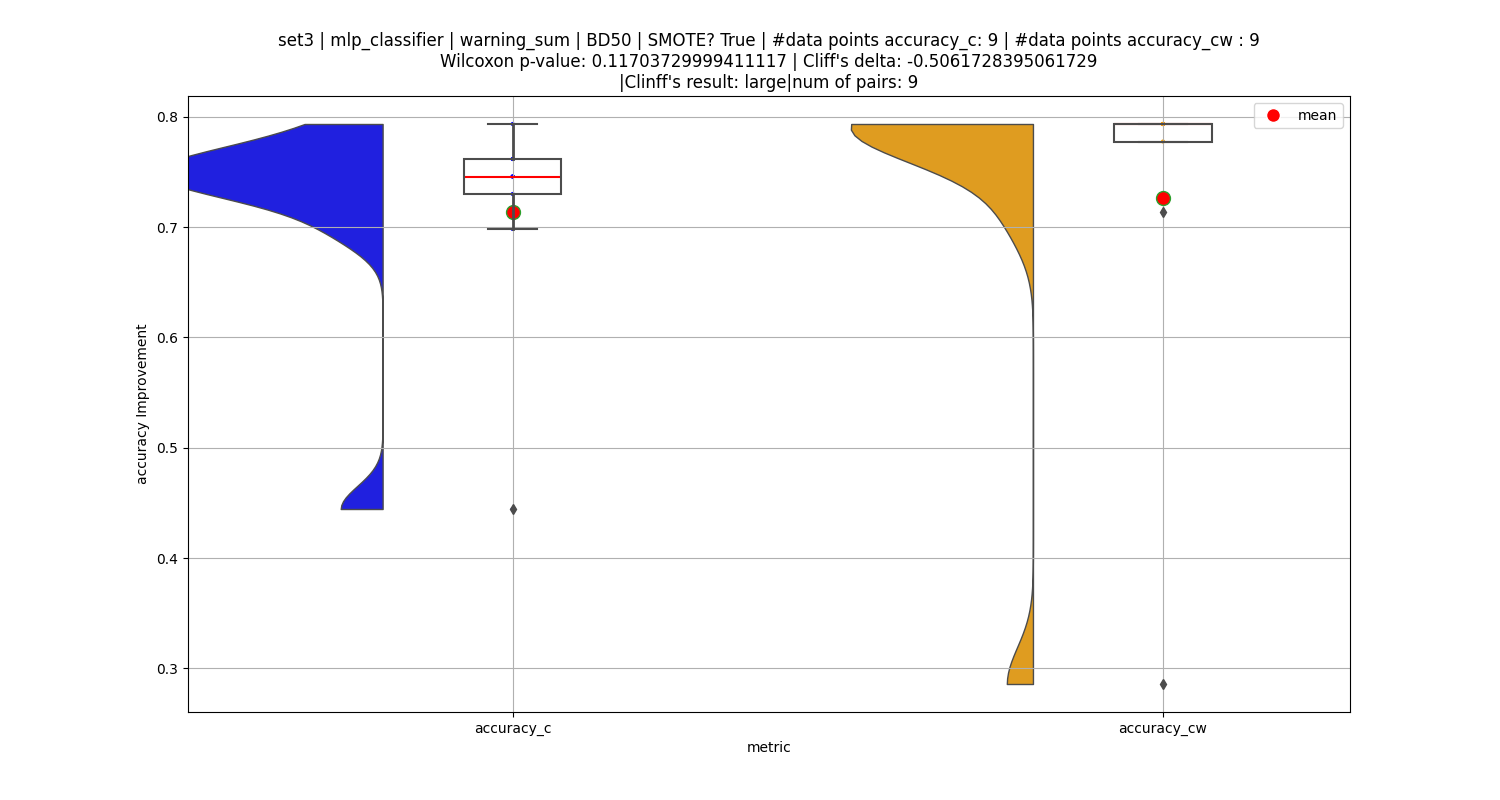 set3 | mlp_classifier | warning_sum | BD50 | SMOTE? True | #data points accuracy_c: 9 | #data points accuracy_cw : 9
Wilcoxon p-value: 0.11703729999411117 | Cliff's delta: -0.5061728395061729
|Clinff's result: large|num of pairs: 9
mean
0.8
0.7
0.6
0.5
0.4
0.3
accuracy Improvement
accuracy_c
accuracy_cw
metric